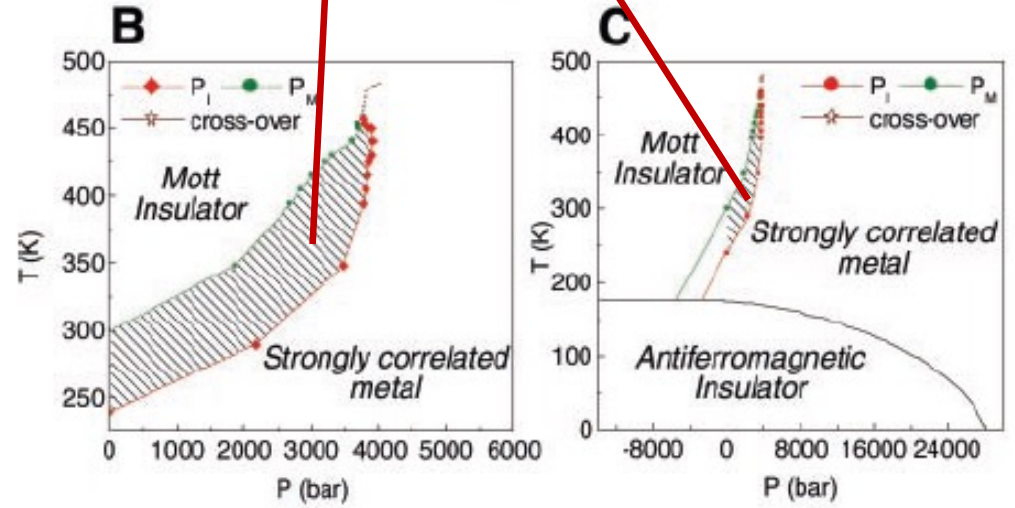 B
500
450
400
350
300
250
T (K)
P_I P_M
cross-over
Mott
Insulator
Strongly correlated
metal
0 1000 2000 3000 4000 5000 6000
P (bar)
C
500
400
300
200
100
0
T (K)
P_I P_M
cross-over
Mott
Insulator
Strongly correlated
metal
Antiferromagnetic
Insulator
-8000 0 8000 16000 24000
P (bar)